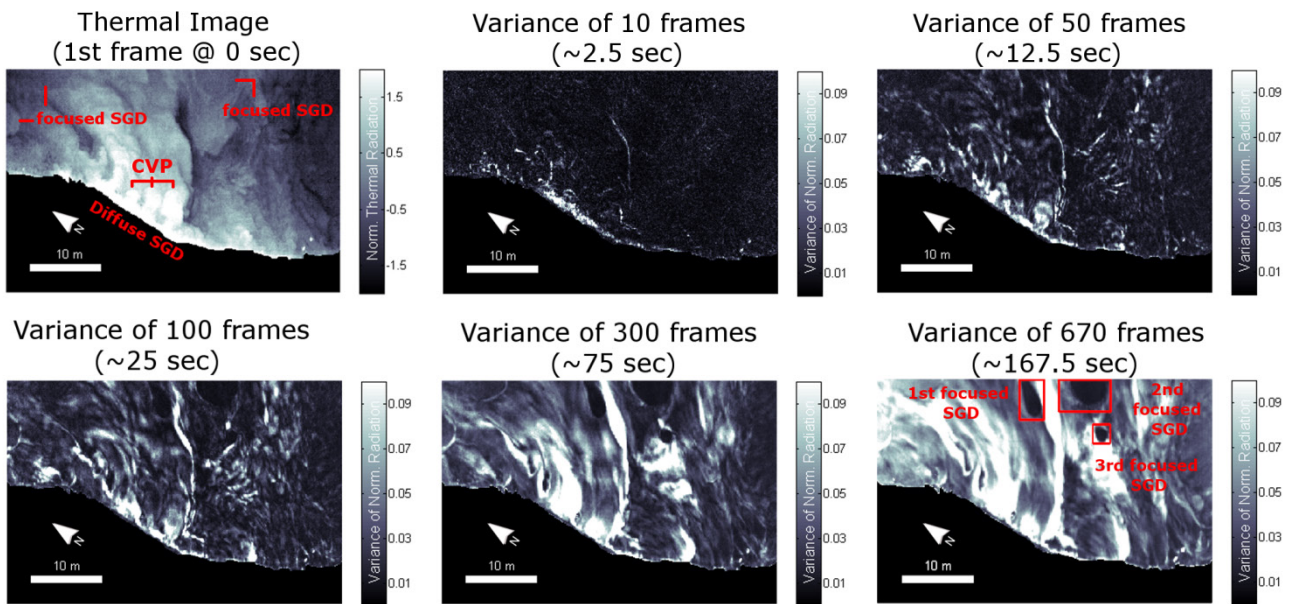 Thermal Image
(1st frame @ 0 sec)
focused SGD
focused SGD
CVP
Diffuse SGD
N
10 m
1.5
0.5
-0.5
-1.5
Norm. Thermal Radiation
Variance of 10 frames
(~2.5 sec)
N
10 m
0.09
0.07
0.05
0.03
0.01
Variance of Norm. Radiation
Variance of 50 frames
(~12.5 sec)
N
10 m
0.09
0.07
0.05
0.03
0.01
Variance of Norm. Radiation
Variance of 100 frames
(~25 sec)
N
10 m
0.09
0.07
0.05
0.03
0.01
Variance of Norm. Radiation
Variance of 300 frames
(~75 sec)
N
10 m
0.09
0.07
0.05
0.03
0.01
Variance of Norm. Radiation
Variance of 670 frames
(~167.5 sec)
1st focused
SGD
2nd
focused
SGD
3rd focused
SGD
N
10 m
0.09
0.07
0.05
0.03
0.01
Variance of Norm. Radiation